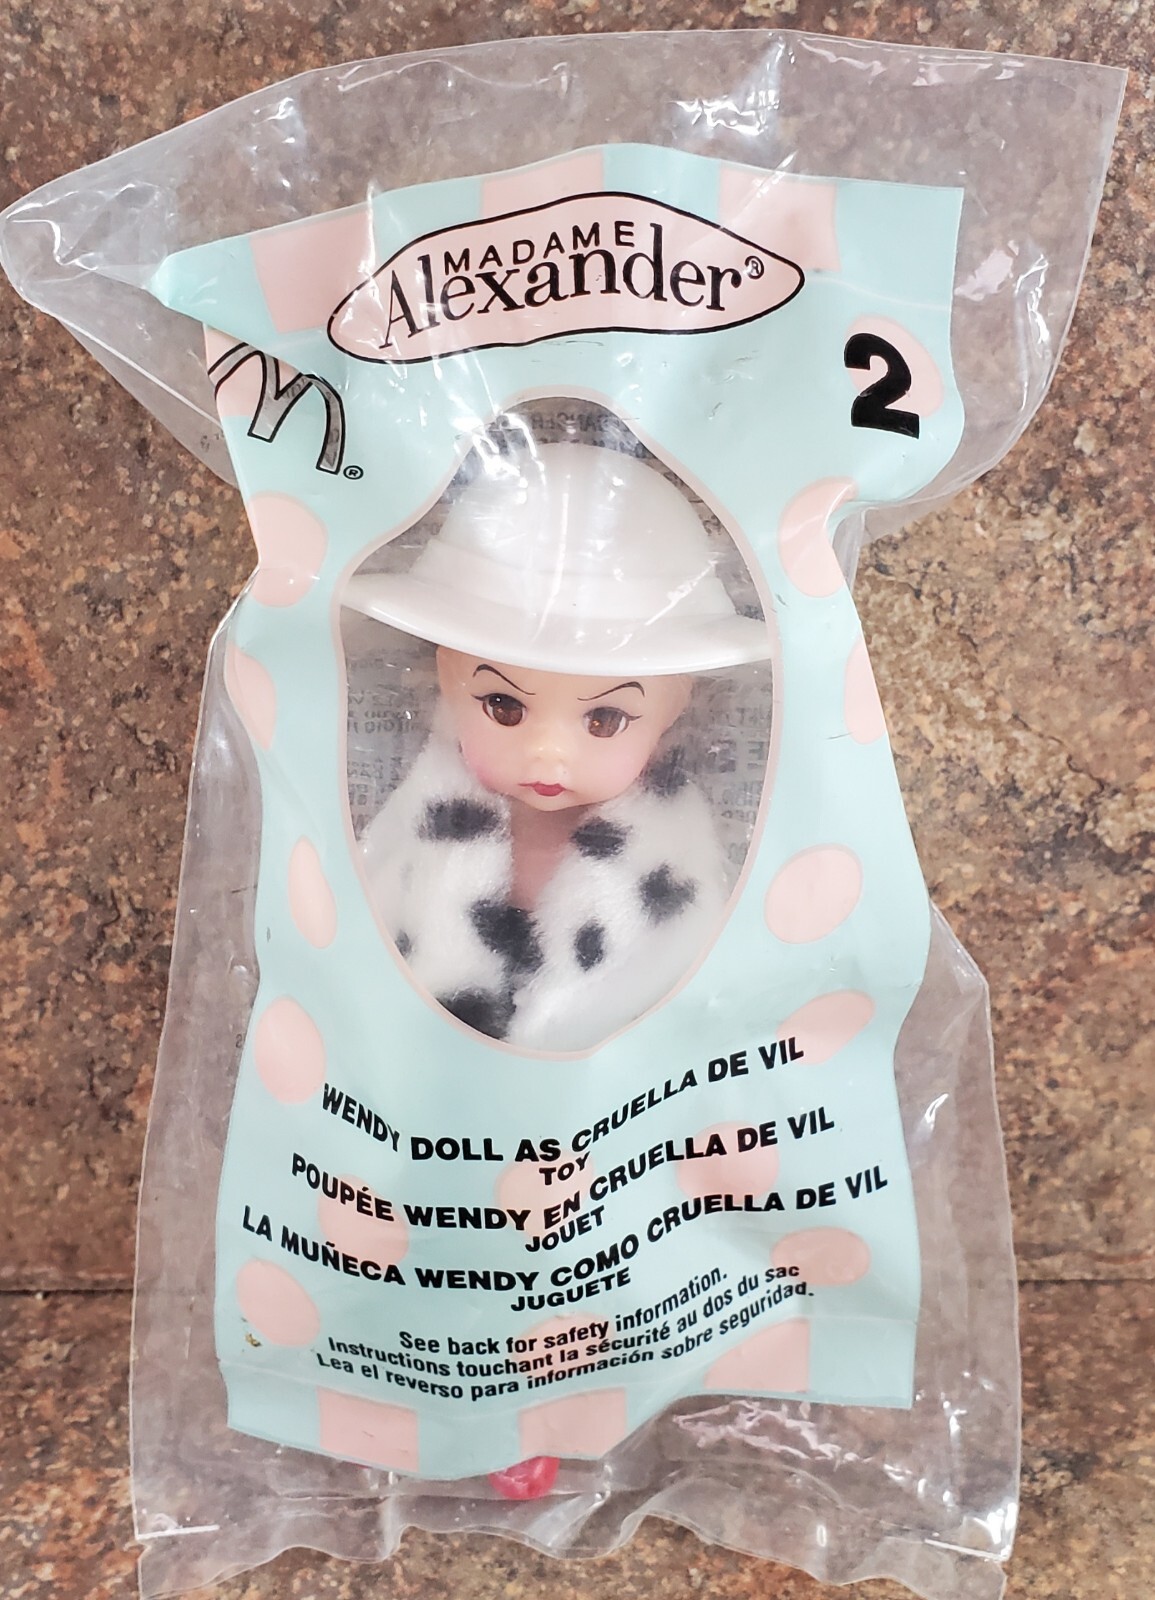 MADAME
Alexander®
M®
2
WENDY DOLL AS CRUELLA DE VIL
TOY
POUPÉE WENDY EN CRUELLA DE VIL
JOUET
LA MUÑECA WENDY COMO CRUELLA DE VIL
JUGUETE
See back for safety information.
Instructions touchant la sécurité au dos du sac
Lea el reverso para información sobre seguridad.